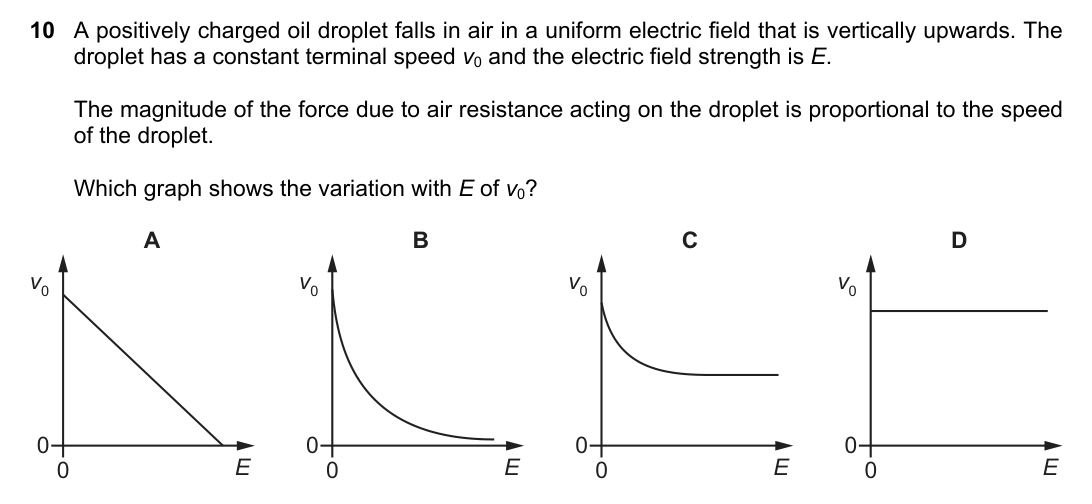 10 A positively charged oil droplet falls in air in a uniform electric field that is vertically upwards. The
droplet has a constant terminal speed v0 and the electric field strength is E.
The magnitude of the force due to air resistance acting on the droplet is proportional to the speed
of the droplet.
Which graph shows the variation with E of v0?
A B C D
v0 v0 v0 v0
0 0 0 0
0 E 0 E 0 E 0 E